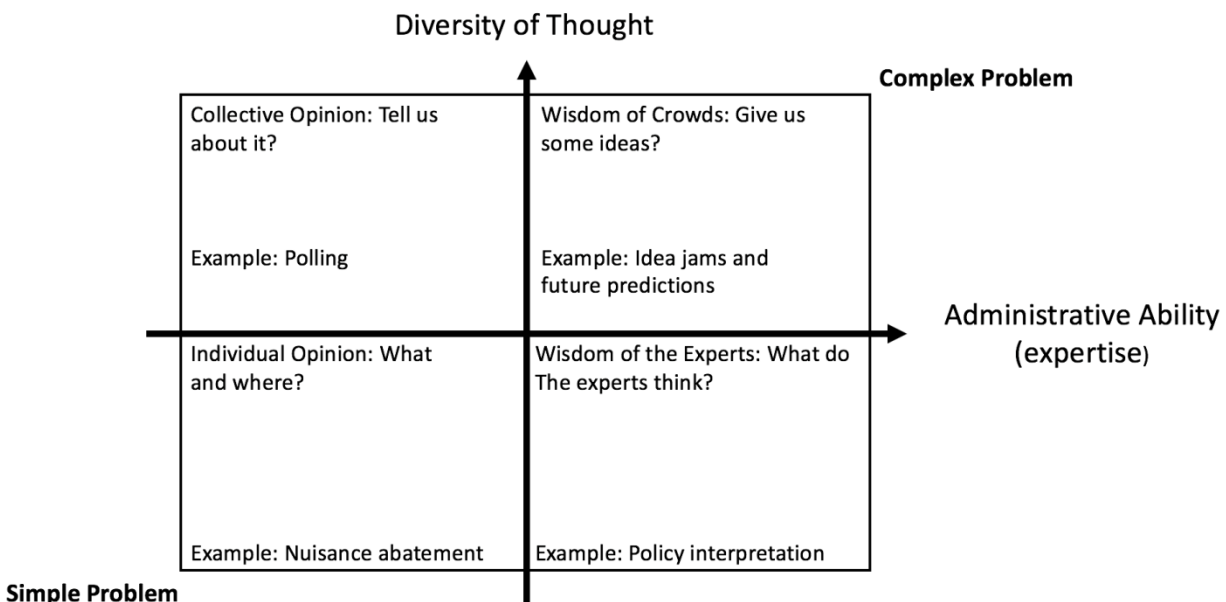 Diversity of Thought
Complex Problem
Collective Opinion: Tell us
about it?
Example: Polling
Wisdom of Crowds: Give us
some ideas?
Example: Idea jams and
future predictions
Administrative Ability
(expertise)
Individual Opinion: What
and where?
Example: Nuisance abatement
Wisdom of the Experts: What do
The experts think?
Example: Policy interpretation
Simple Problem